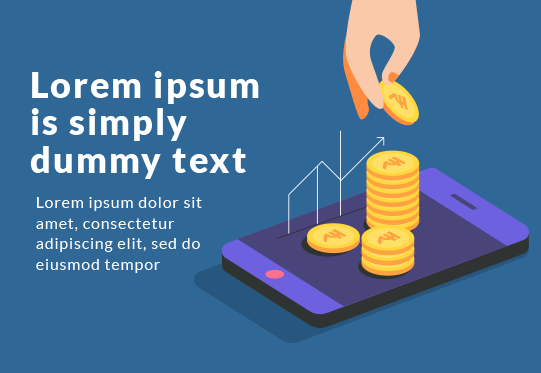 Lorem ipsum
is simply
dummy text
Lorem ipsum dolor sit
amet, consectetur
adipiscing elit, sed do
eiusmod tempor